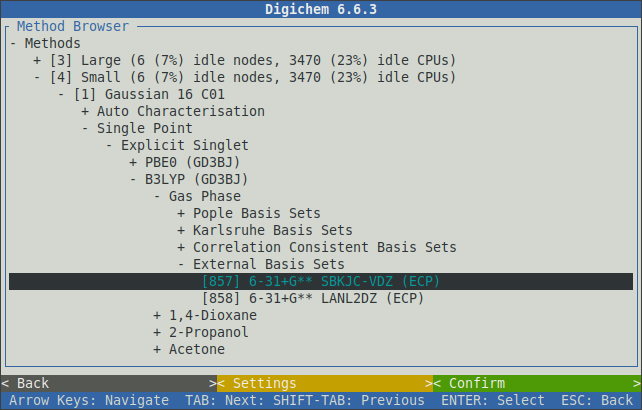 Digichem 6.6.3
Method Browser
- Methods
+ [3] Large (6 (7%) idle nodes, 3470 (23%) idle CPUs)
- [4] Small (6 (7%) idle nodes, 3470 (23%) idle CPUs)
- [1] Gaussian 16 C01
+ Auto Characterisation
- Single Point
- Explicit Singlet
+ PBE0 (GD3BJ)
- B3LYP (GD3BJ)
- Gas Phase
+ Pople Basis Sets
+ Karlsruhe Basis Sets
+ Correlation Consistent Basis Sets
- External Basis Sets
[857] 6-31+G** SBKJC-VDZ (ECP)
[858] 6-31+G** LANL2DZ (ECP)
+ 1,4-Dioxane
+ 2-Propanol
+ Acetone
< Back >< Settings >< Confirm >
Arrow Keys: Navigate TAB: Next: SHIFT-TAB: Previous ENTER: Select ESC: Back